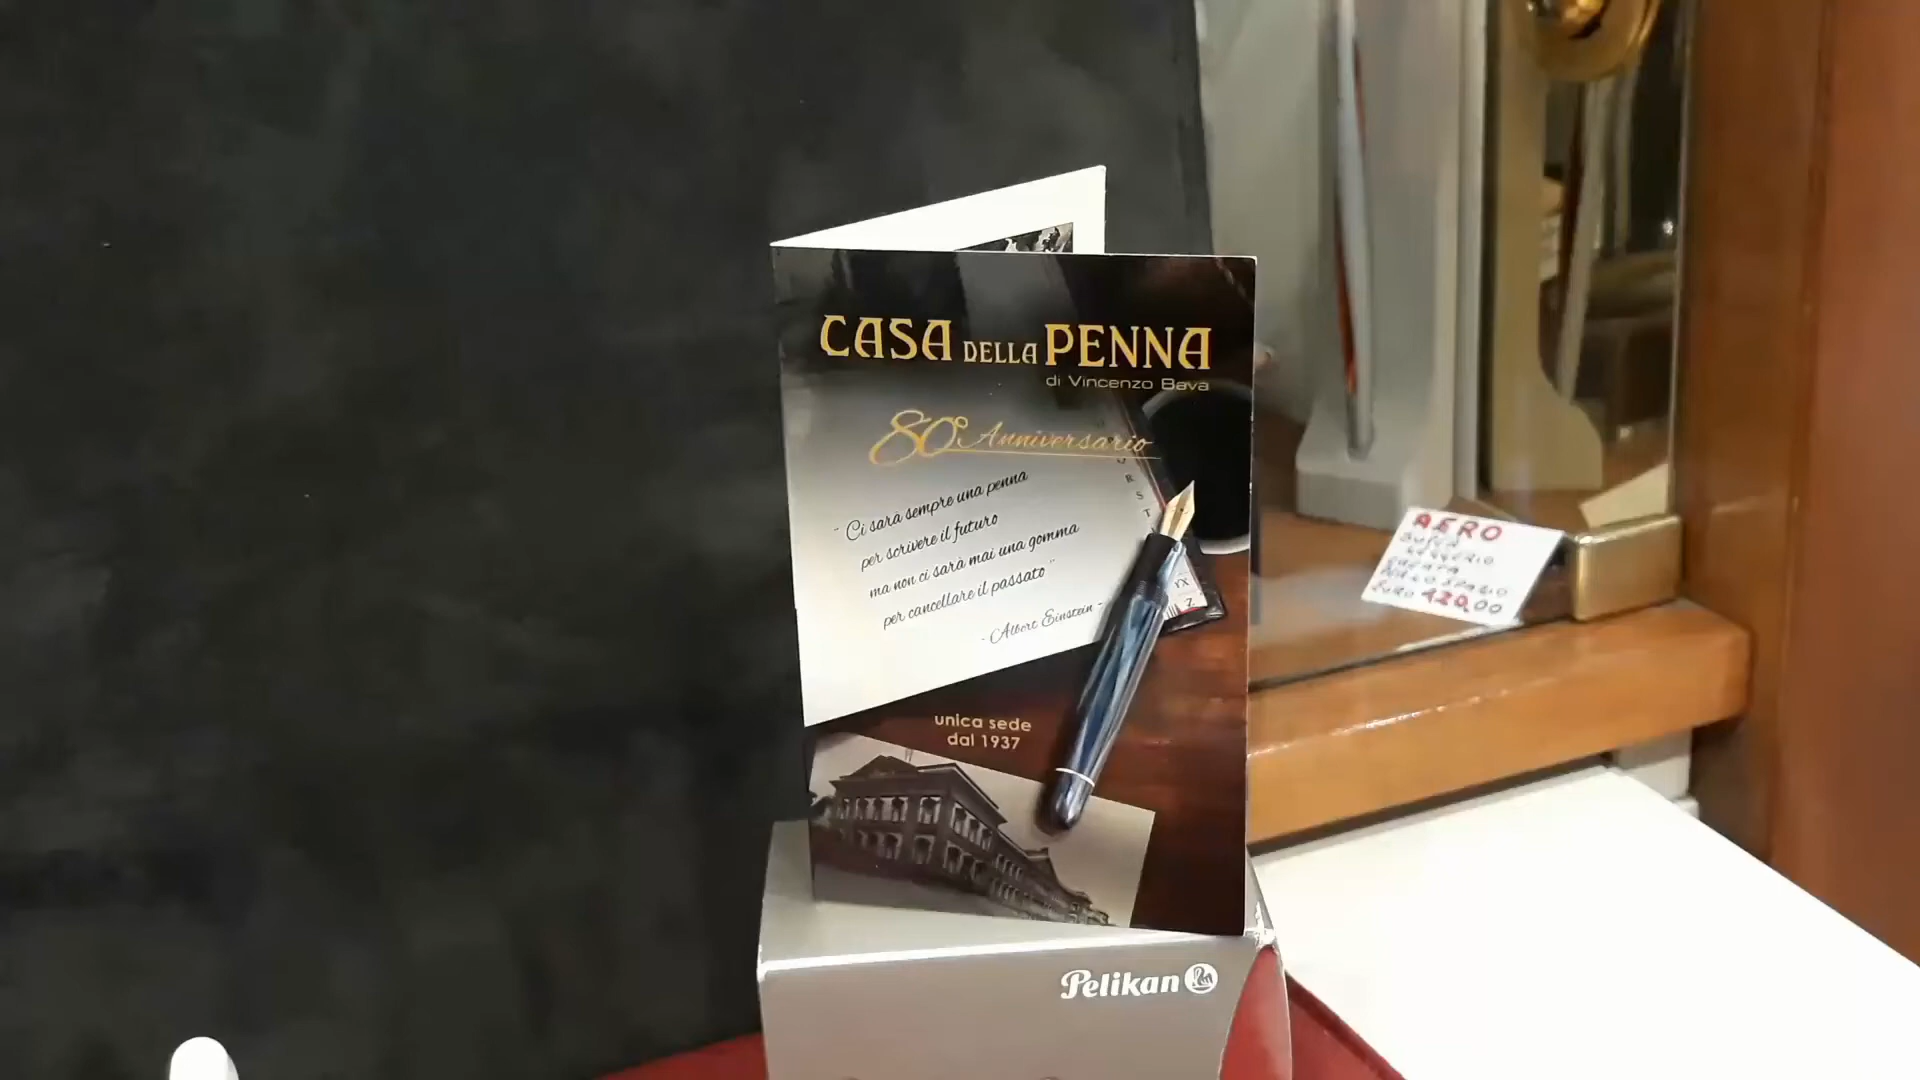 CASA DELLA PENNA
di Vincenzo Bava
80° Anniversario
" Ci sarà sempre una penna
per scrivere il futuro
ma non ci sarà mai una gomma
per cancellare il passato "
- Albert Einstein -
unica sede
dal 1937
Pelikan
AERO
EURO 120,00